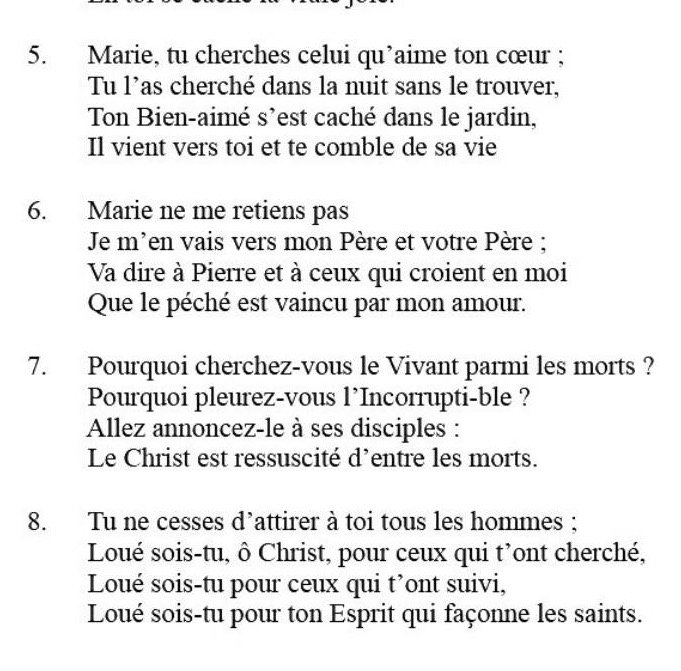 5. Marie, tu cherches celui qu’aime ton cœur ;
Tu l’as cherché dans la nuit sans le trouver,
Ton Bien-aimé s’est caché dans le jardin,
Il vient vers toi et te comble de sa vie
6. Marie ne me retiens pas
Je m’en vais vers mon Père et votre Père ;
Va dire à Pierre et à ceux qui croient en moi
Que le péché est vaincu par mon amour.
7. Pourquoi cherchez-vous le Vivant parmi les morts ?
Pourquoi pleurez-vous l’Incorrupti-ble ?
Allez annoncez-le à ses disciples :
Le Christ est ressuscité d’entre les morts.
8. Tu ne cesses d’attirer à toi tous les hommes ;
Loué sois-tu, ô Christ, pour ceux qui t’ont cherché,
Loué sois-tu pour ceux qui t’ont suivi,
Loué sois-tu pour ton Esprit qui façonne les saints.